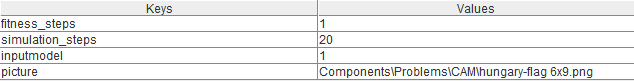 Keys Values
fitness_steps 1
simulation_steps 20
inputmodel 1
picture Components\Problems\CAM\hungary-flag 6x9.png